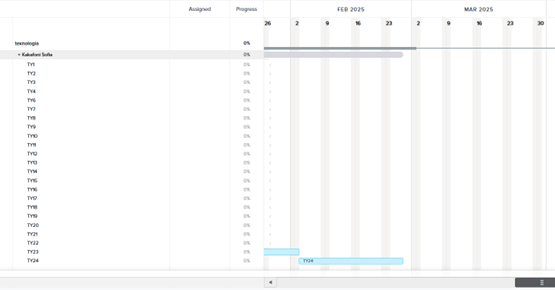 Assigned Progress FEB 2025 MAR 2025
26 2 9 16 23 2 9 16 23 30
teknologia 0%
Kakafoni Sofia 0%
TY1 0%
TY2 0%
TY3 0%
TY4 0%
TY6 0%
TY7 0%
TY8 0%
TY9 0%
TY10 0%
TY11 0%
TY12 0%
TY13 0%
TY14 0%
TY15 0%
TY16 0%
TY17 0%
TY18 0%
TY19 0%
TY20 0%
TY21 0%
TY22 0%
TY23 0%
TY24 0% TY24